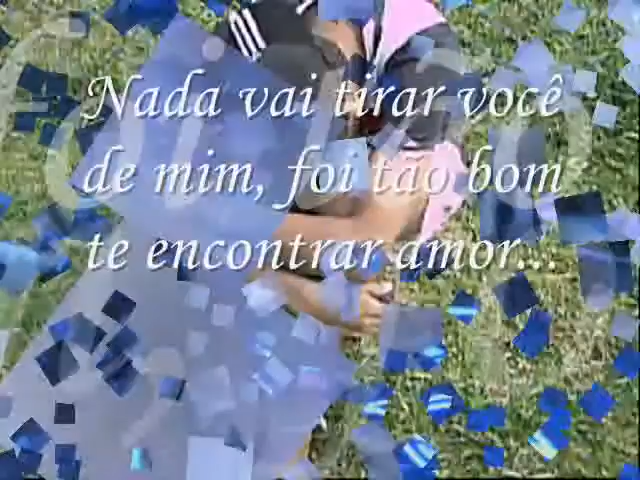 Nada vai tirar você
de mim, foi tão bom
te encontrar amor...